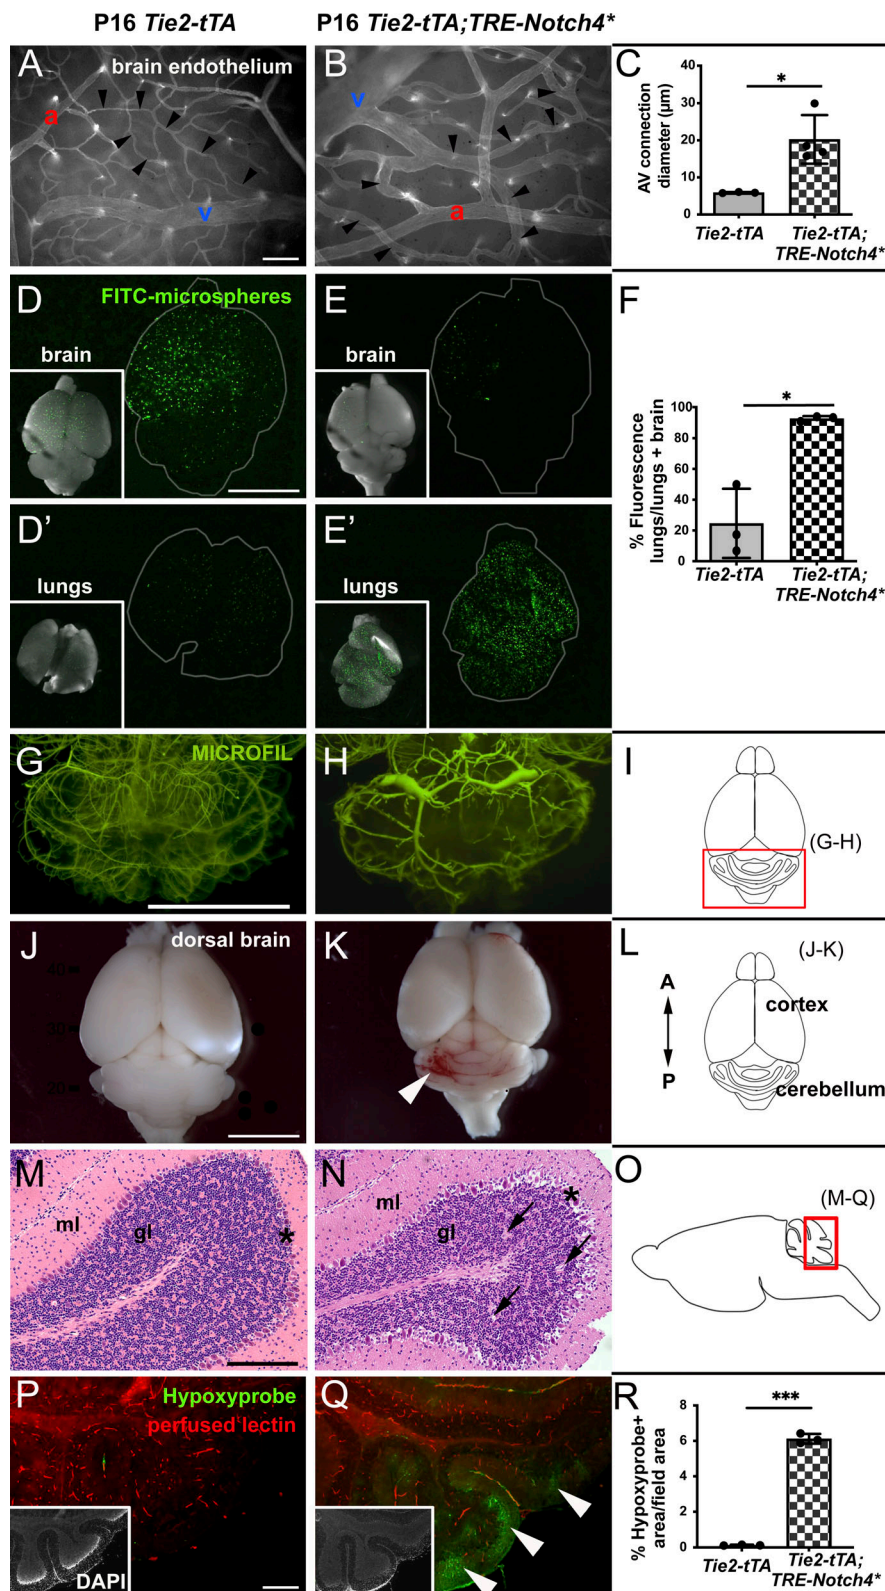 P16 Tie2-tTA
P16 Tie2-tTA;TRE-Notch4*
A
brain endothelium
a
v
B
v
a
C
AV connection
diameter (μm)
40
30
20
10
0
*
Tie2-tTA
Tie2-tTA;
TRE-Notch4*
D
FITC-microspheres
brain
E
brain
F
% Fluorescence
lungs/lungs + brain
100
80
60
40
20
0
*
Tie2-tTA
Tie2-tTA;
TRE-Notch4*
D’
lungs
E’
lungs
G
MICROFIL
H
I
(G-H)
J
dorsal brain
40
30
20
K
L
(J-K)
A
P
cortex
cerebellum
M
ml
gl
*
N
ml
gl
*
O
(M-Q)
P
Hypoxyprobe
perfused lectin
DAPI
Q
R
% Hypoxyprobe+
area/field area
8
6
4
2
0
***
Tie2-tTA
Tie2-tTA;
TRE-Notch4*